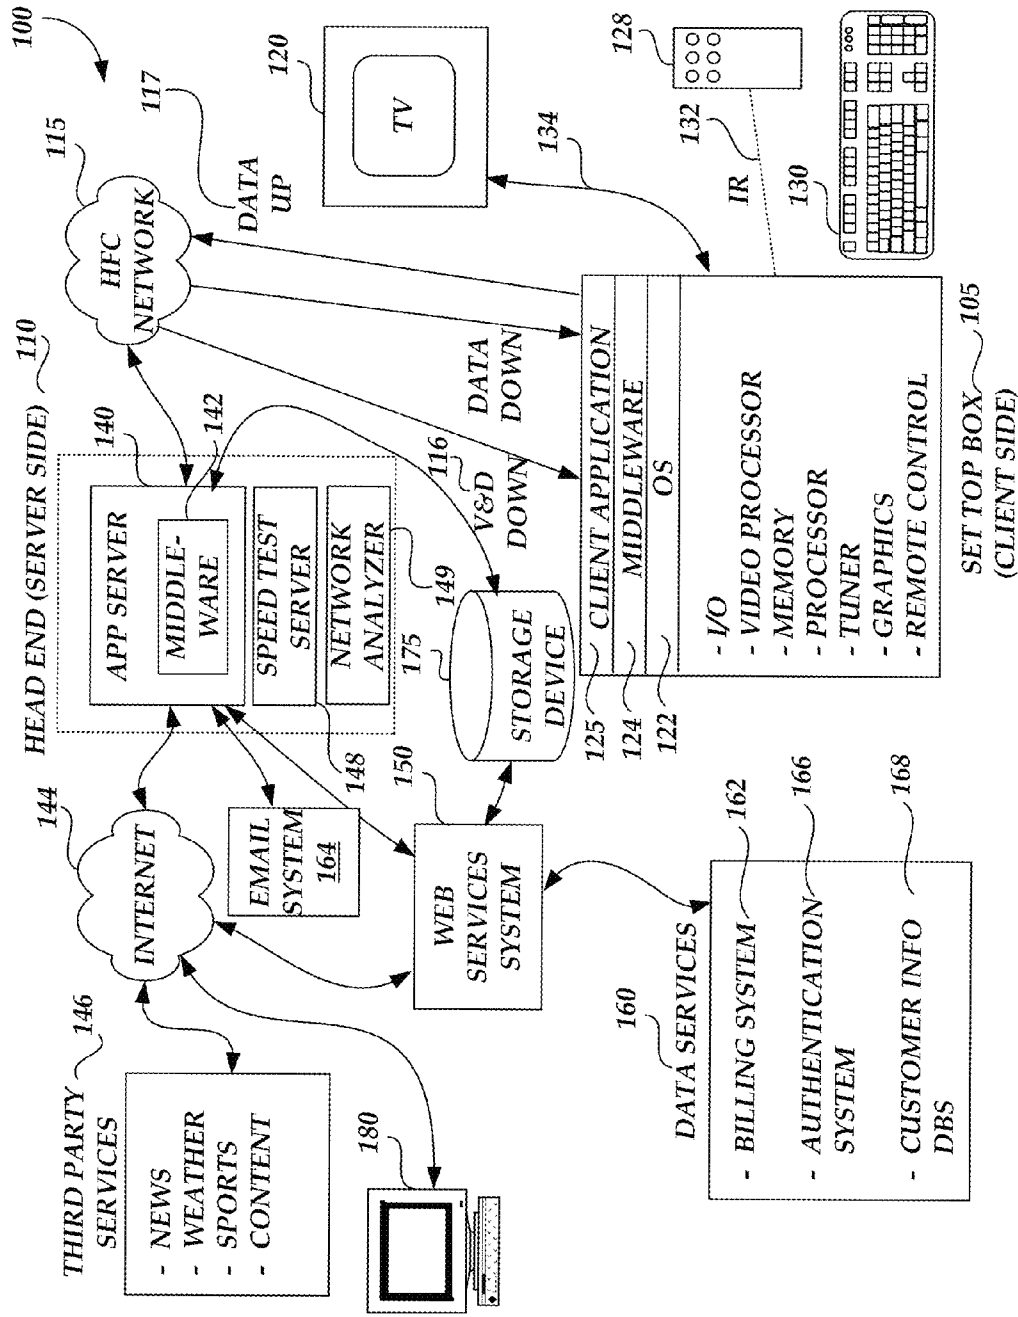 100
THIRD PARTY
SERVICES
146
- NEWS
- WEATHER
- SPORTS
- CONTENT
180
144
INTERNET
HEAD END (SERVER SIDE)
110
140
APP SERVER
142
MIDDLE-
WARE
SPEED TEST
SERVER
148
NETWORK
ANALYZER
149
EMAIL
SYSTEM
164
115
HFC
NETWORK
117
DATA
UP
120
TV
134
128
132
IR
130
150
WEB
SERVICES
SYSTEM
175
STORAGE
DEVICE
116
V&D
DOWN
DATA
DOWN
125
CLIENT APPLICATION
124
MIDDLEWARE
122
OS
- I/O
- VIDEO PROCESSOR
- MEMORY
- PROCESSOR
- TUNER
- GRAPHICS
- REMOTE CONTROL
SET TOP BOX
(CLIENT SIDE)
105
160
DATA SERVICES
- BILLING SYSTEM
162
- AUTHENTICATION
SYSTEM
166
- CUSTOMER INFO
DBS
168